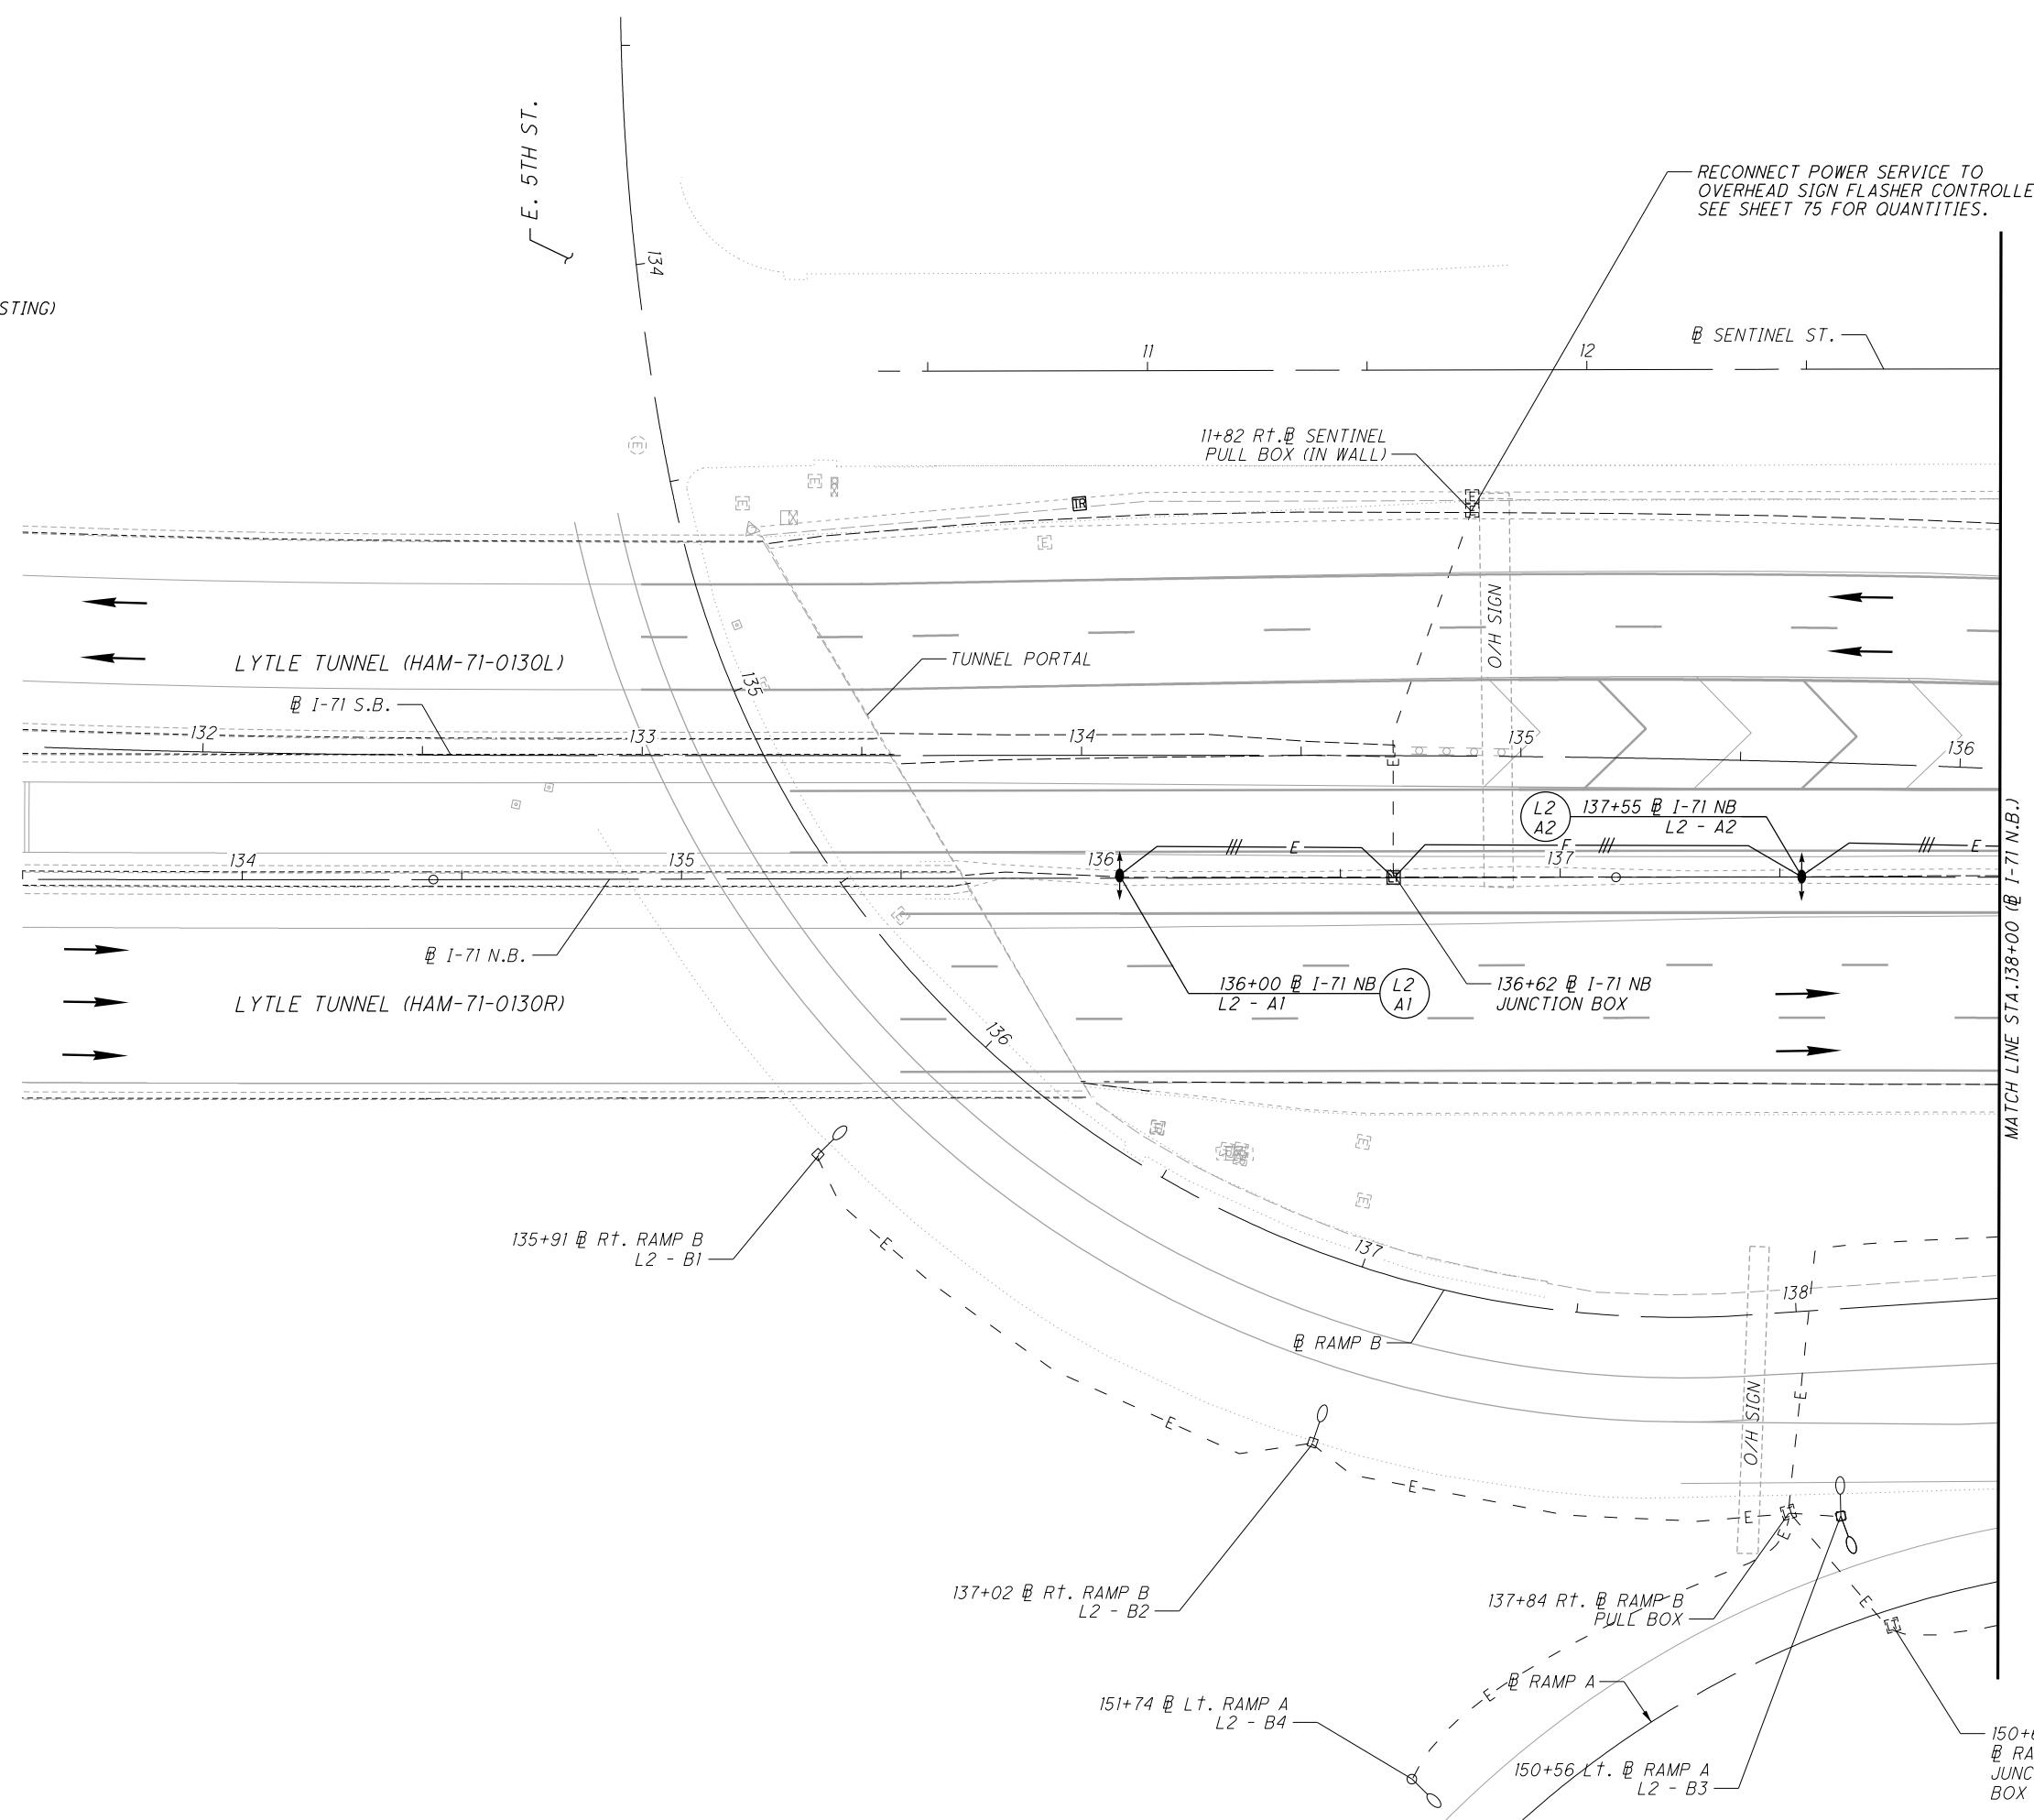 E. 5TH ST.
RECONNECT POWER SERVICE TO
OVERHEAD SIGN FLASHER CONTROLLE
SEE SHEET 75 FOR QUANTITIES.
134
STING)
℄ SENTINEL ST.
11
12
11+82 Rt. ℄ SENTINEL
PULL BOX (IN WALL)
E
E
E
E
TR
E
O/H SIGN
LYTLE TUNNEL (HAM-71-0130L)
TUNNEL PORTAL
135
℄ I-71 S.B.
132
133
134
135
136
E
L2
A2
137+55 ℄ I-71 NB
L2 - A2
134
135
136
E
E
137
E
MATCH LINE STA. 138+00 (℄ I-71 N.B.)
℄ I-71 N.B.
LYTLE TUNNEL (HAM-71-0130R)
136+00 ℄ I-71 NB
L2 - A1
L2
A1
136+62 ℄ I-71 NB
JUNCTION BOX
136
E
E
135+91 ℄ Rt. RAMP B
L2 - B1
E
137
138
℄ RAMP B
O/H SIGN
E
E
E
E
E
137+02 ℄ Rt. RAMP B
L2 - B2
137+84 Rt. ℄ RAMP B
PULL BOX
E
E
℄ RAMP A
151+74 ℄ Lt. RAMP A
L2 - B4
150+56 Lt. ℄ RAMP A
L2 - B3
150+6
℄ RA
JUNC
BOX